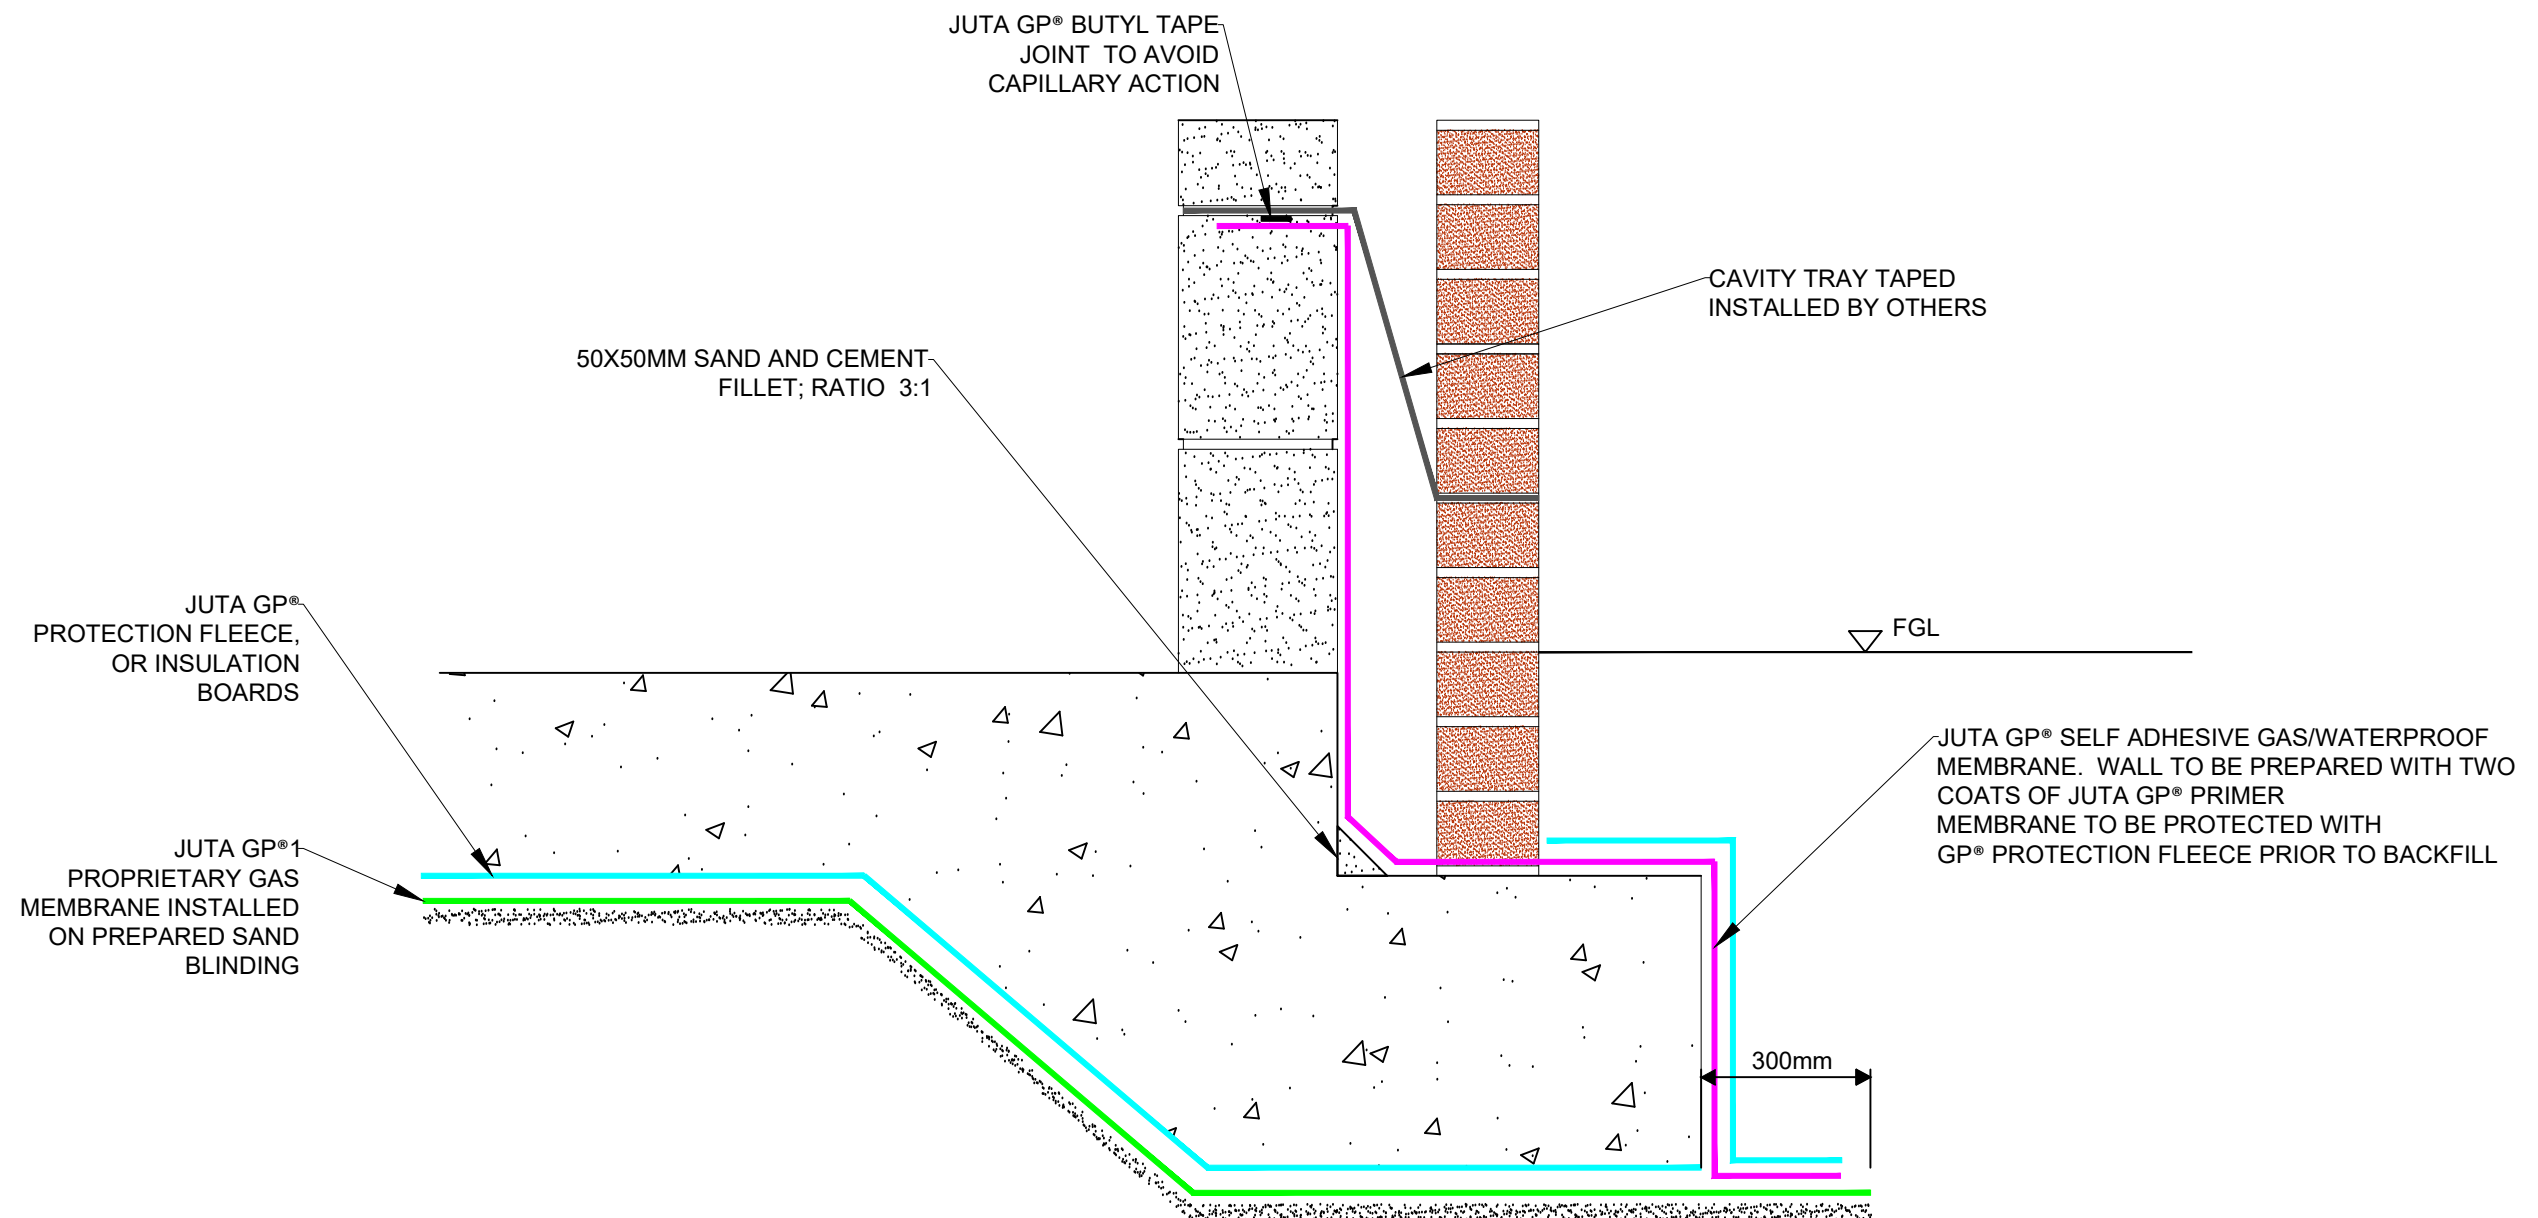 JUTA GP® BUTYL TAPE
JOINT TO AVOID
CAPILLARY ACTION
CAVITY TRAY TAPED
INSTALLED BY OTHERS
50X50MM SAND AND CEMENT
FILLET; RATIO 3:1
JUTA GP®
PROTECTION FLEECE,
OR INSULATION
BOARDS
FGL
JUTA GP® SELF ADHESIVE GAS/WATERPROOF
MEMBRANE. WALL TO BE PREPARED WITH TWO
COATS OF JUTA GP® PRIMER
MEMBRANE TO BE PROTECTED WITH
GP® PROTECTION FLEECE PRIOR TO BACKFILL
JUTA GP®1
PROPRIETARY GAS
MEMBRANE INSTALLED
ON PREPARED SAND
BLINDING
300mm